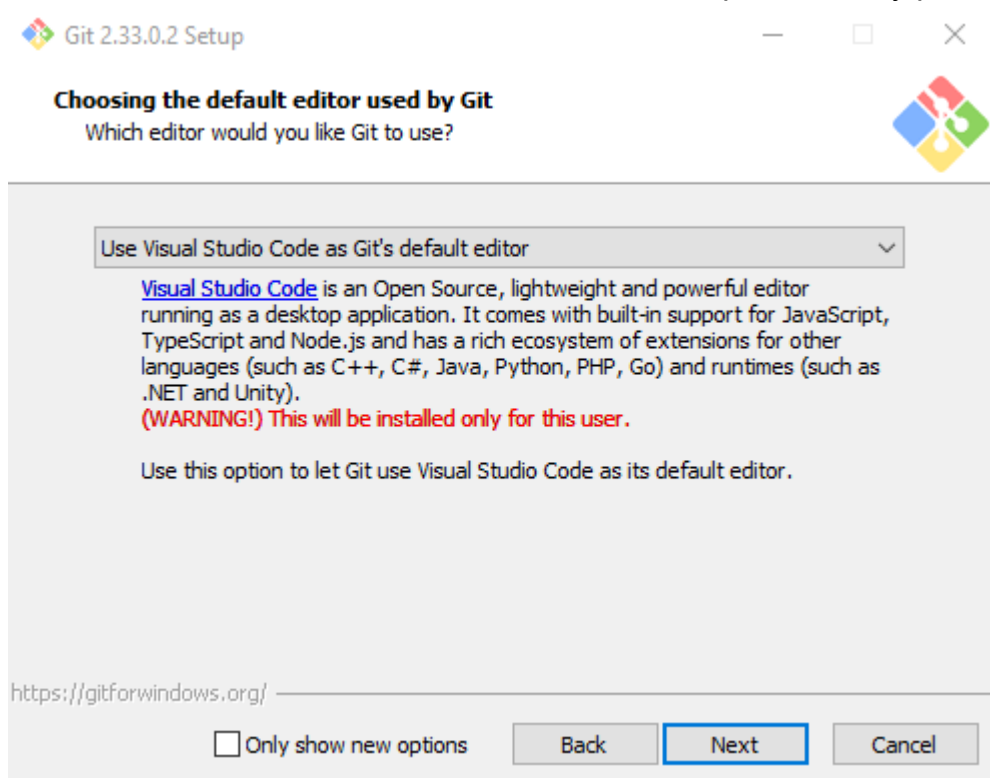 Git 2.33.0.2 Setup
Choosing the default editor used by Git
Which editor would you like Git to use?
Use Visual Studio Code as Git's default editor
Visual Studio Code is an Open Source, lightweight and powerful editor
running as a desktop application. It comes with built-in support for JavaScript,
TypeScript and Node.js and has a rich ecosystem of extensions for other
languages (such as C++, C#, Java, Python, PHP, Go) and runtimes (such as
.NET and Unity).
(WARNING!) This will be installed only for this user.
Use this option to let Git use Visual Studio Code as its default editor.
https://gitforwindows.org/
Only show new options Back Next Cancel